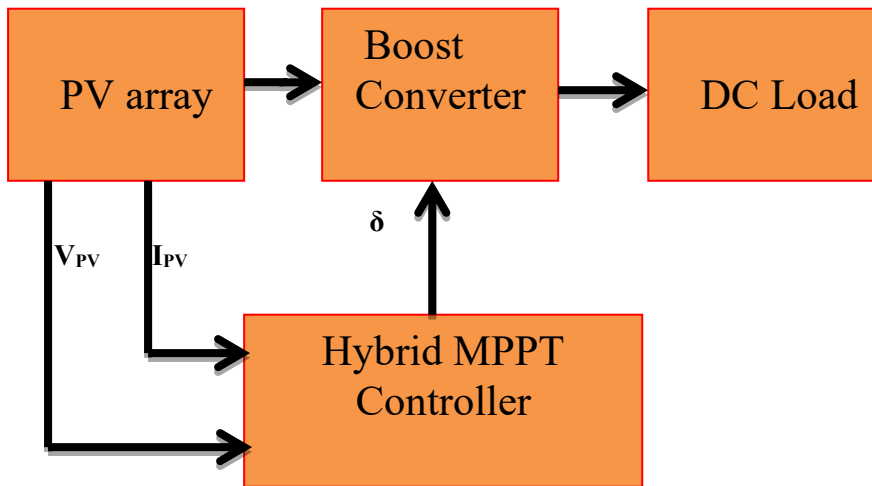 PV array
Boost
Converter
DC Load
δ
VPV
IPV
Hybrid MPPT
Controller